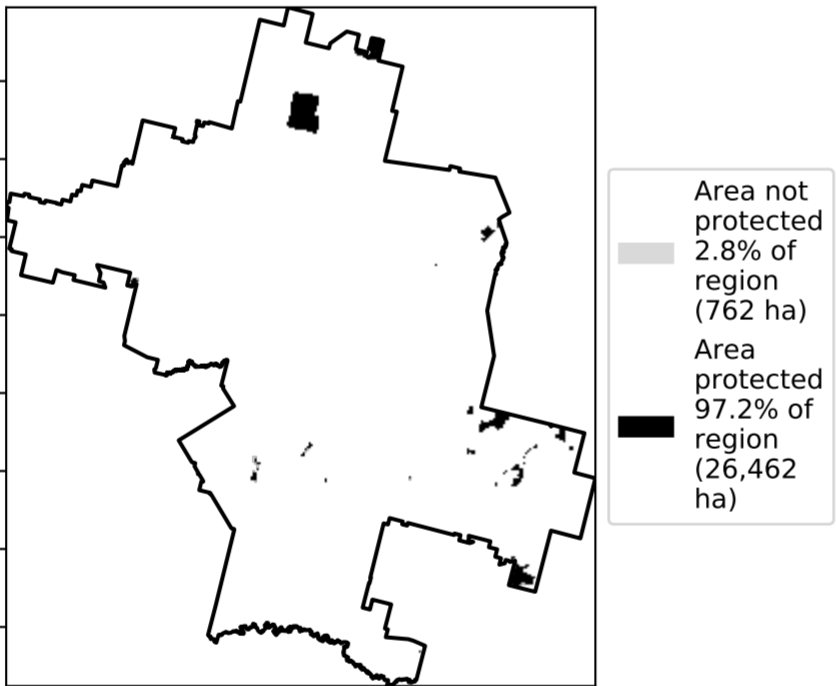 Area not
protected
2.8% of
region
(762 ha)
Area
protected
97.2% of
region
(26,462
ha)